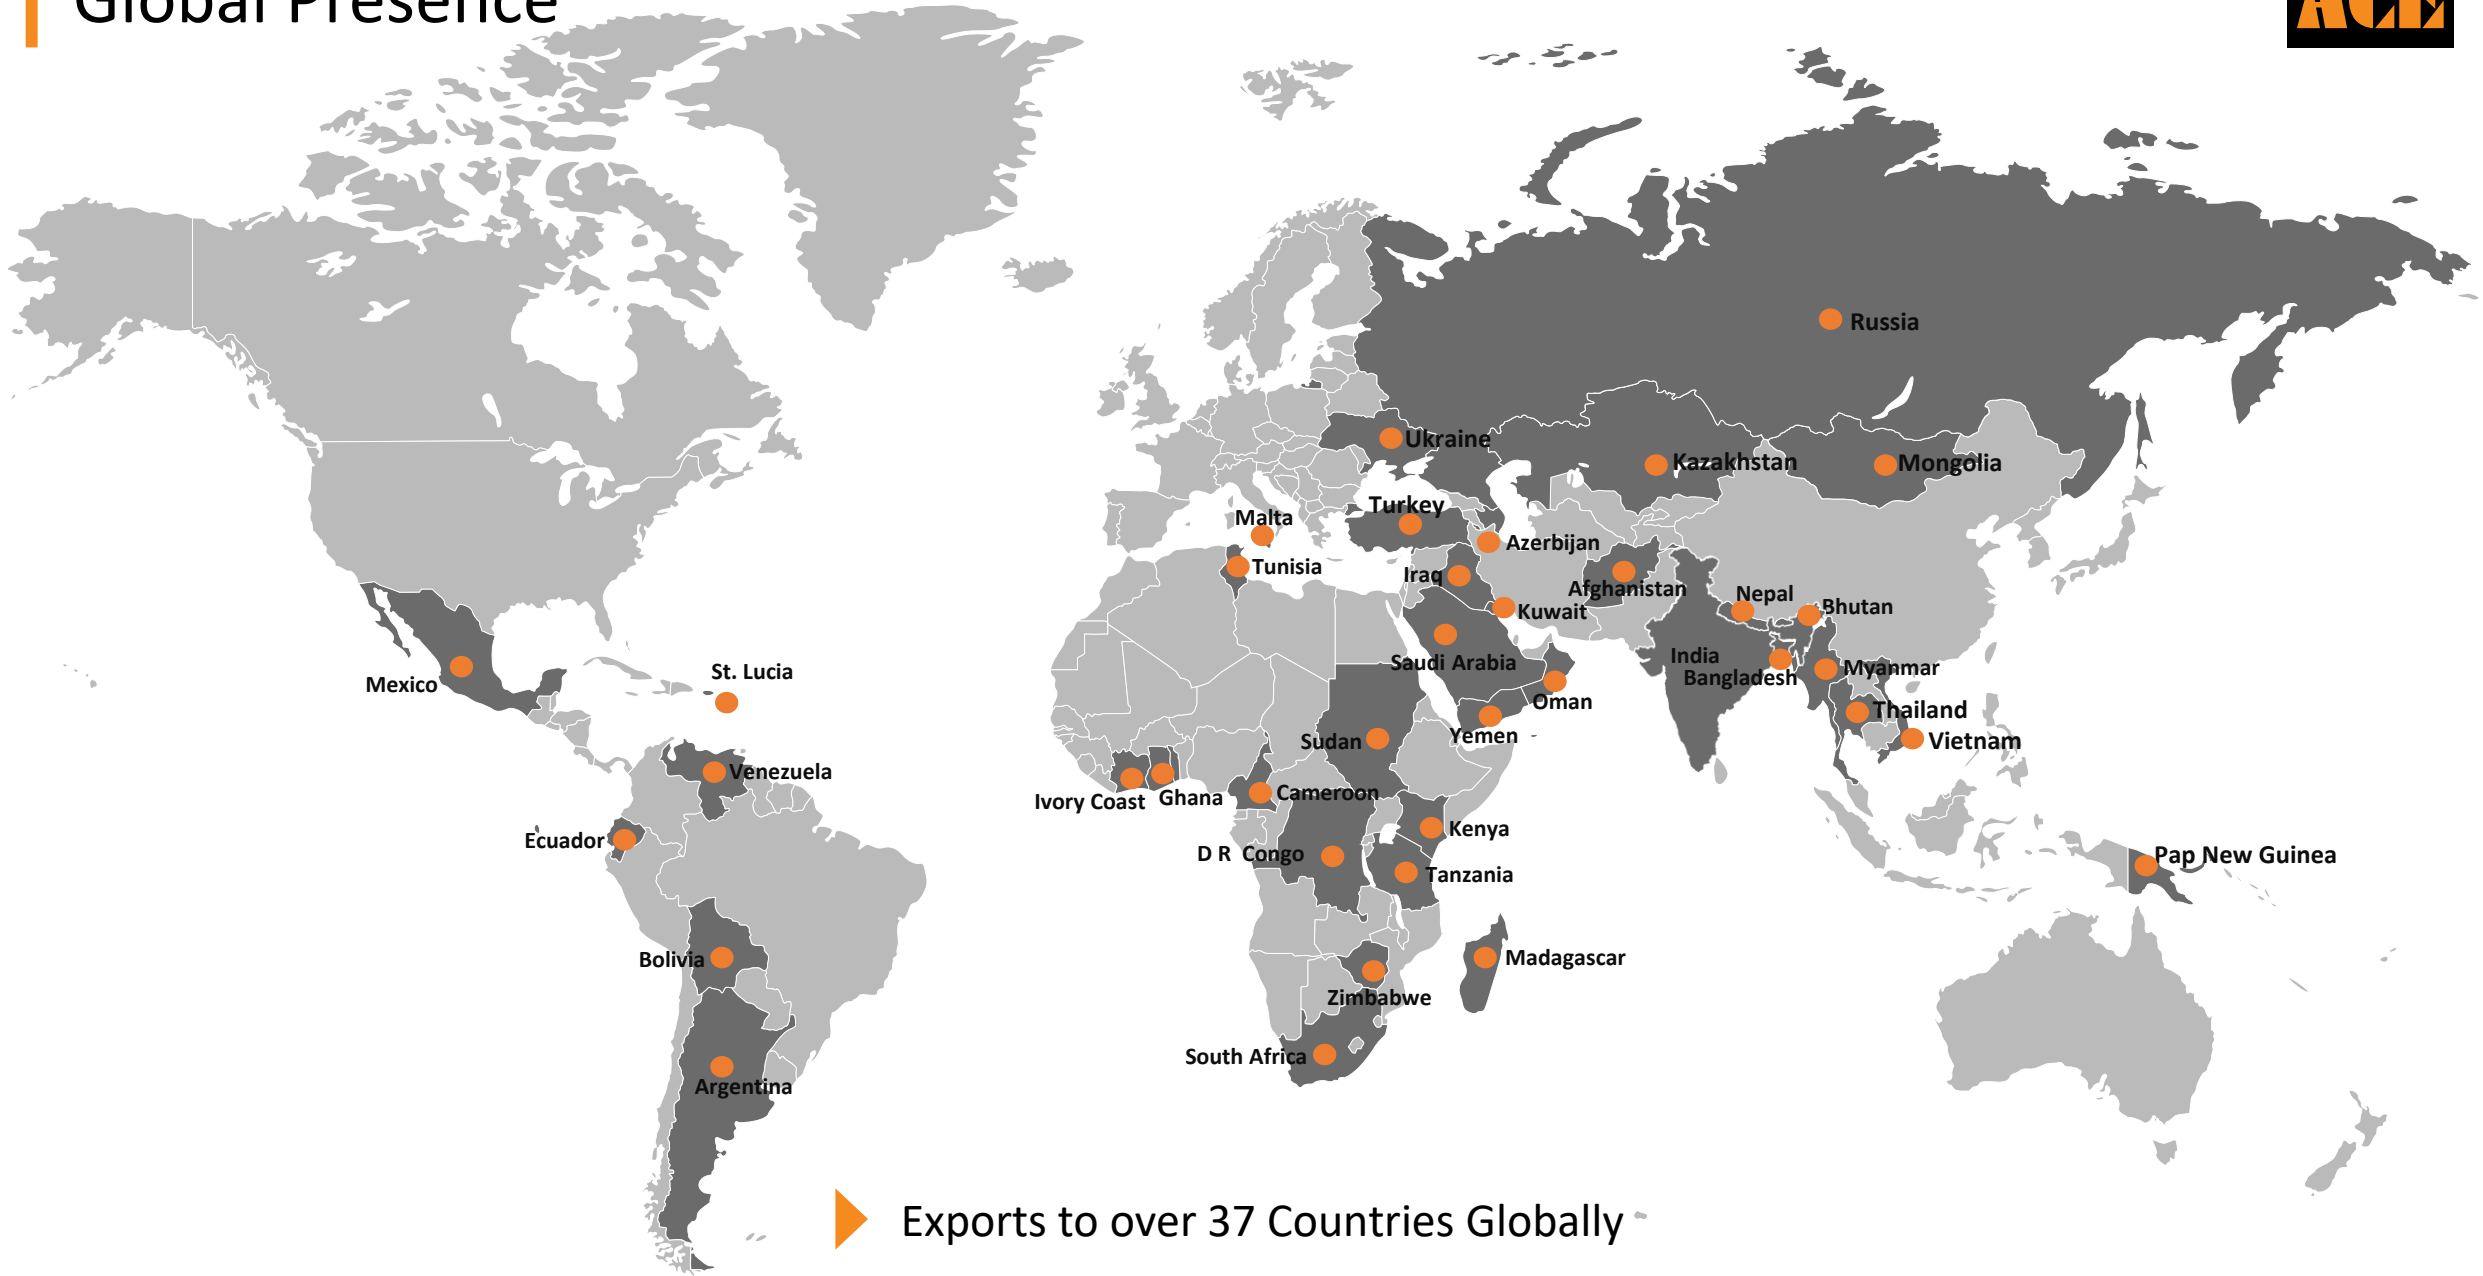 Global Presence
ACE
Russia
Ukraine
Kazakhstan
Mongolia
Turkey
Malta
Azerbijan
Tunisia
Iraq
Afghanistan
Nepal
Bhutan
Kuwait
India
Saudi Arabia
Bangladesh
Myanmar
St. Lucia
Mexico
Oman
Thailand
Yemen
Sudan
Vietnam
Venezuela
Cameroon
Ivory Coast
Ghana
Kenya
Ecuador
D R Congo
Pap New Guinea
Tanzania
Bolivia
Madagascar
Zimbabwe
South Africa
Argentina
Exports to over 37 Countries Globally